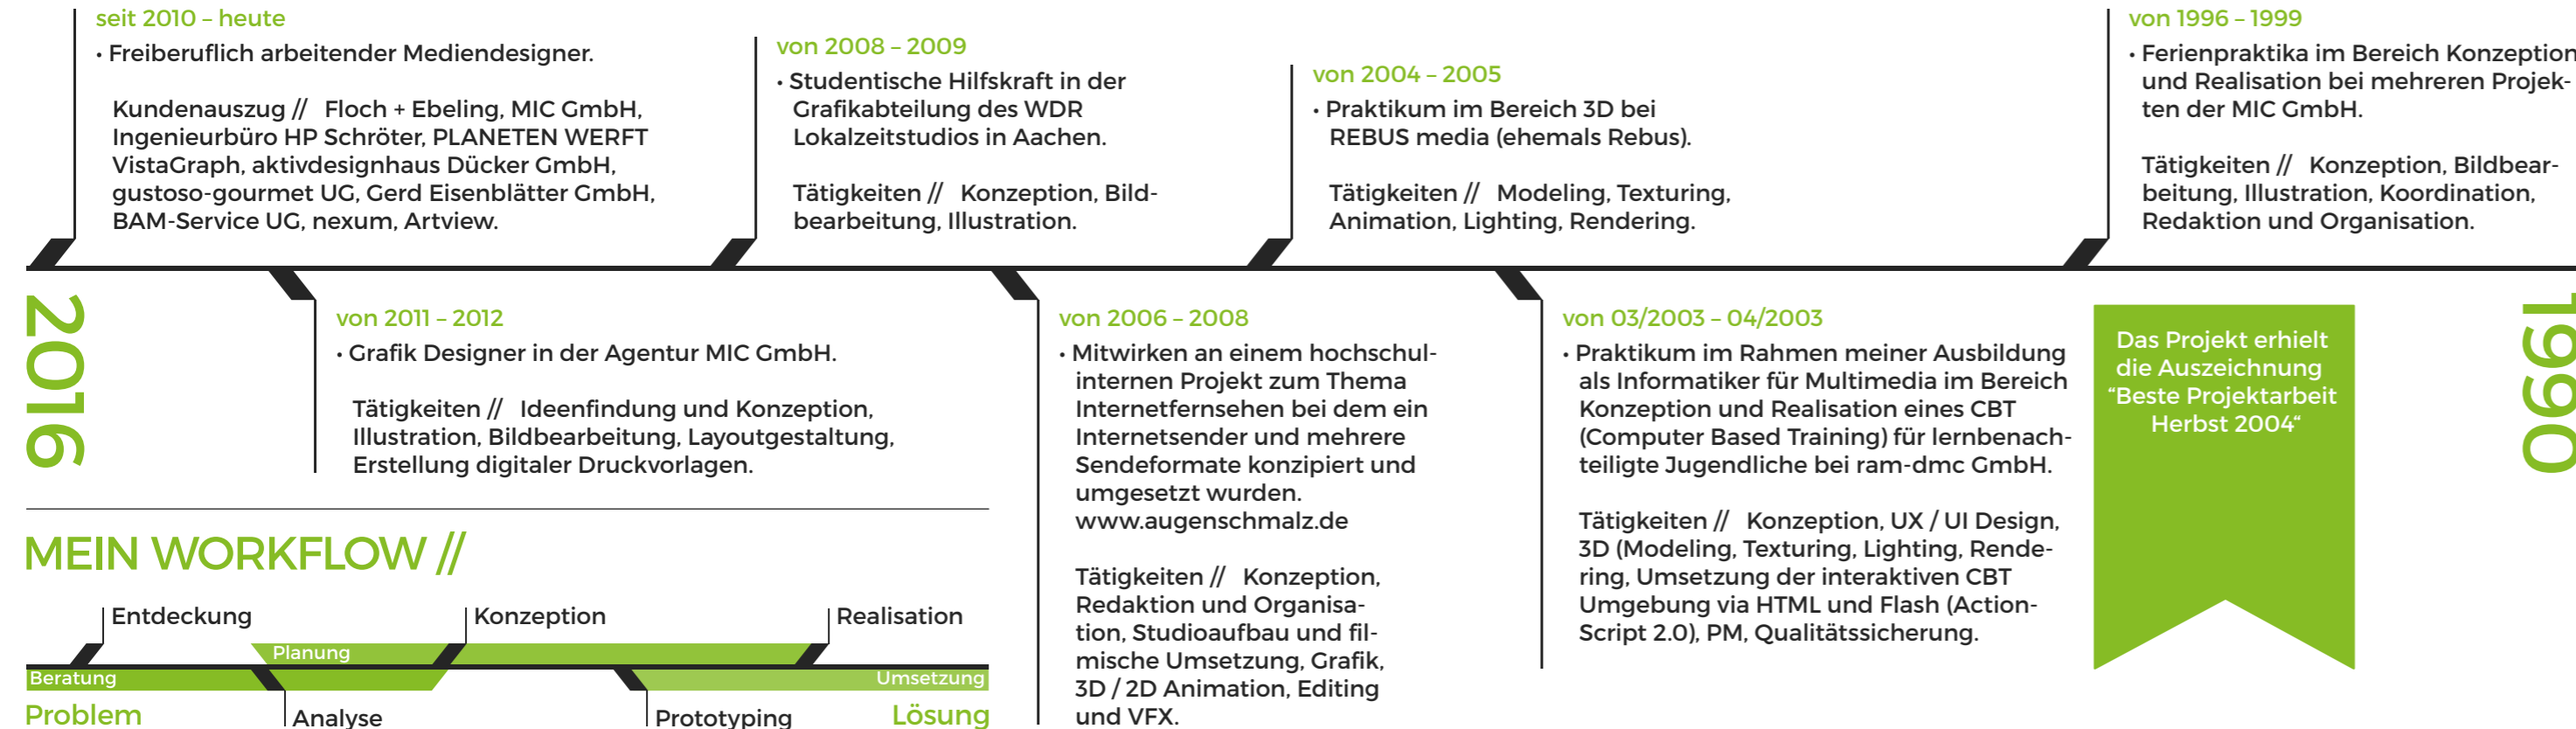 seit 2010 – heute
• Freiberuflich arbeitender Mediendesigner.
Kundenauszug // Floch + Ebeling, MIC GmbH,
Ingenieurbüro HP Schröter, PLANETEN WERFT
VistaGraph, aktivdesignhaus Dücker GmbH,
gustoso-gourmet UG, Gerd Eisenblätter GmbH,
BAM-Service UG, nexum, Artview.
von 2008 – 2009
• Studentische Hilfskraft in der
Grafikabteilung des WDR
Lokalzeitstudios in Aachen.
Tätigkeiten // Konzeption, Bild-
bearbeitung, Illustration.
von 2004 – 2005
• Praktikum im Bereich 3D bei
REBUS media (ehemals Rebus).
Tätigkeiten // Modeling, Texturing,
Animation, Lighting, Rendering.
von 1996 – 1999
• Ferienpraktika im Bereich Konzeption
und Realisation bei mehreren Projek-
ten der MIC GmbH.
Tätigkeiten // Konzeption, Bildbear-
beitung, Illustration, Koordination,
Redaktion und Organisation.
2016
von 2011 – 2012
• Grafik Designer in der Agentur MIC GmbH.
Tätigkeiten // Ideenfindung und Konzeption,
Illustration, Bildbearbeitung, Layoutgestaltung,
Erstellung digitaler Druckvorlagen.
von 2006 – 2008
• Mitwirken an einem hochschul-
internen Projekt zum Thema
Internetfernsehen bei dem ein
Internetsender und mehrere
Sendeformate konzipiert und
umgesetzt wurden.
www.augenschmalz.de
Tätigkeiten // Konzeption,
Redaktion und Organisa-
tion, Studioaufbau und fil-
mische Umsetzung, Grafik,
3D / 2D Animation, Editing
und VFX.
von 03/2003 – 04/2003
• Praktikum im Rahmen meiner Ausbildung
als Informatiker für Multimedia im Bereich
Konzeption und Realisation eines CBT
(Computer Based Training) für lernbenach-
teiligte Jugendliche bei ram-dmc GmbH.
Tätigkeiten // Konzeption, UX / UI Design,
3D (Modeling, Texturing, Lighting, Rende-
ring, Umsetzung der interaktiven CBT
Umgebung via HTML und Flash (Action-
Script 2.0), PM, Qualitätssicherung.
Das Projekt erhielt
die Auszeichnung
“Beste Projektarbeit
Herbst 2004“
1990
MEIN WORKFLOW //
Entdeckung
Konzeption
Realisation
Planung
Beratung
Umsetzung
Problem
Analyse
Prototyping
Lösung